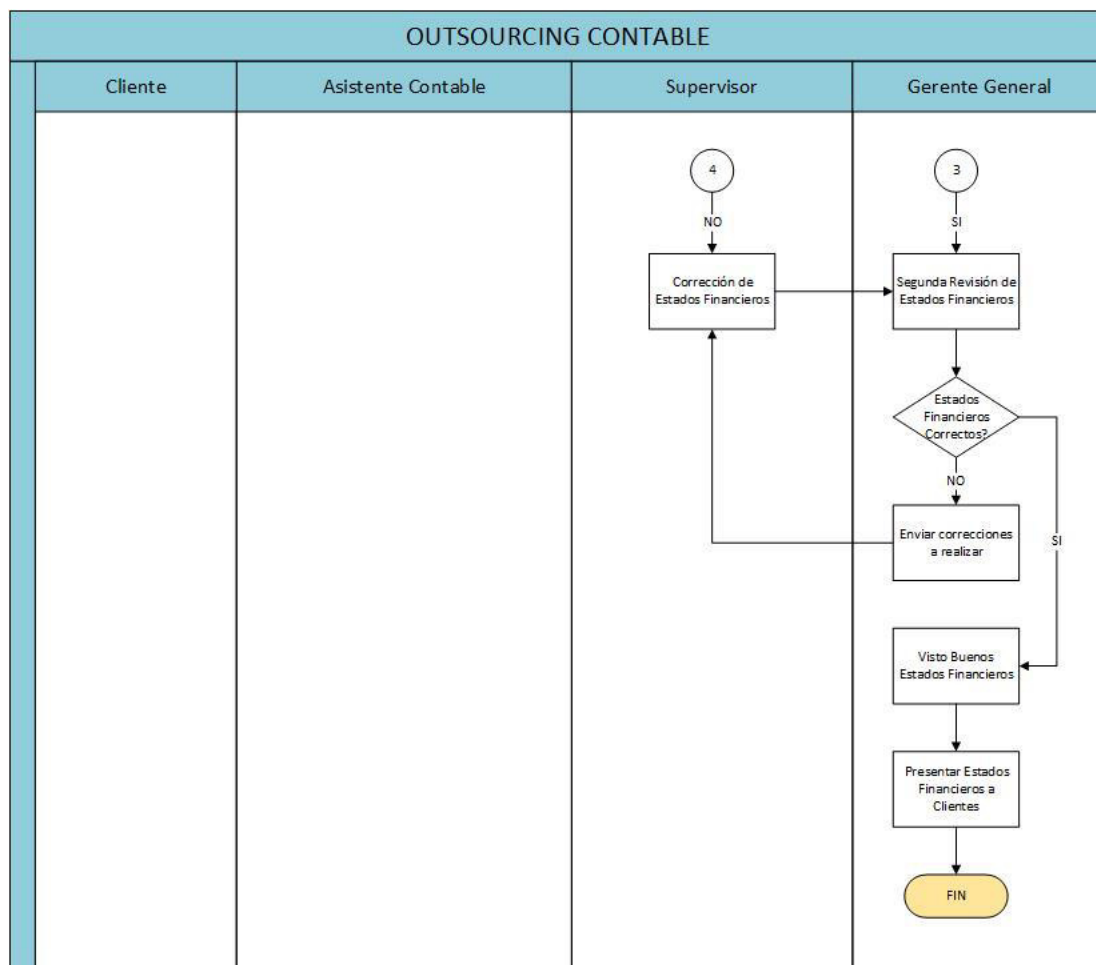 OUTSOURCING CONTABLE
Cliente
Asistente Contable
Supervisor
Gerente General
4
3
NO
SI
Corrección de
Estados Financieros
Segunda Revisión de
Estados Financieros
Estados
Financieros
Correctos?
NO
Enviar correcciones
a realizar
SI
Visto Buenos
Estados Financieros
Presentar Estados
Financieros a
Clientes
FIN